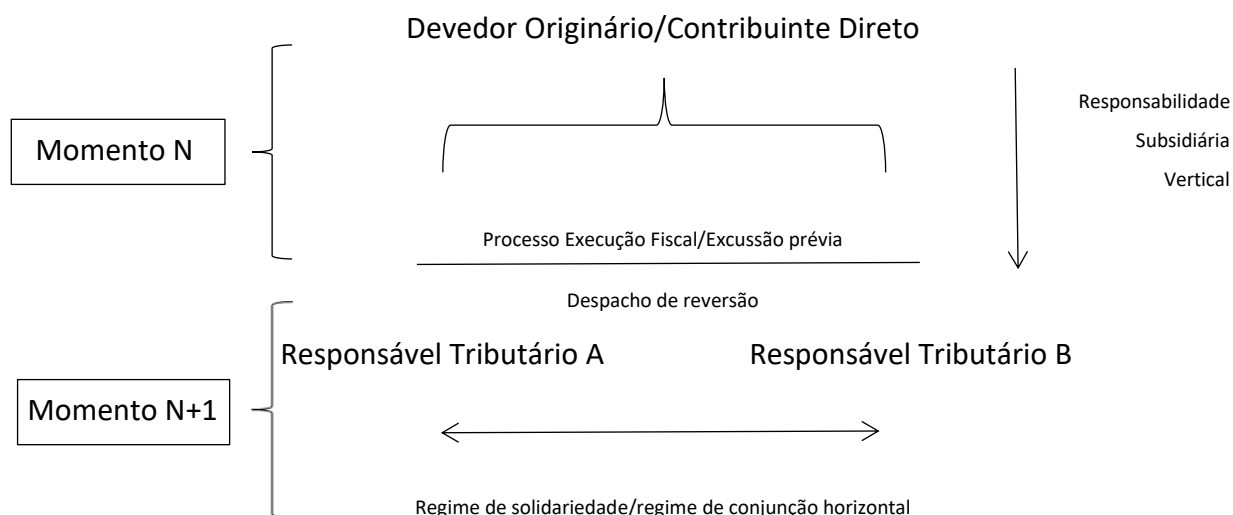 Devedor Originário/Contribuinte Direto
Responsabilidade
Subsidiária
Vertical
Momento N
Processo Execução Fiscal/Excussão prévia
Despacho de reversão
Responsável Tributário A
Responsável Tributário B
Momento N+1
Regime de solidariedade/regime de conjunção horizontal